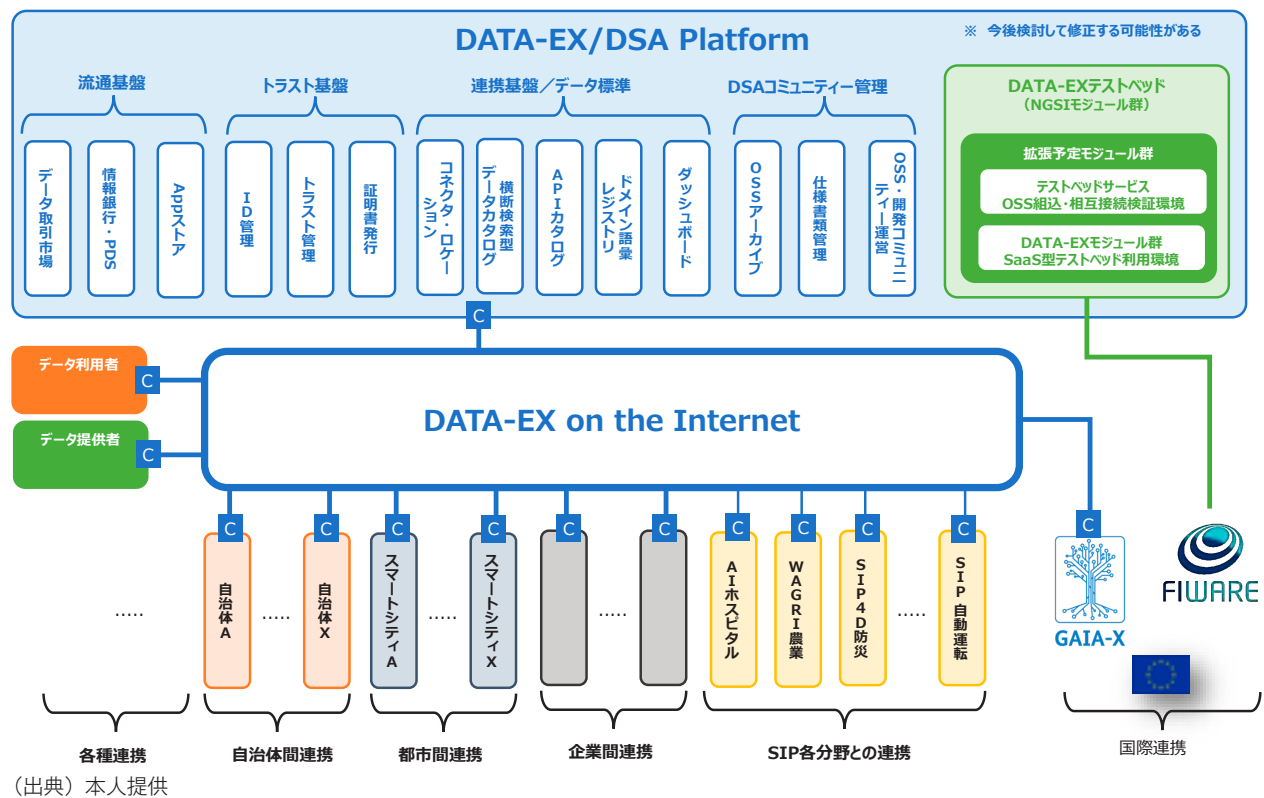 DATA-EX/DSA Platform
※ 今後検討して修正する可能性がある
流通基盤
トラスト基盤
連携基盤/データ標準
DSAコミュニティー管理
データ取引市場
情報銀行・PDS
Appストア
ID管理
トラスト管理
証明書発行
コネクタ・ロケー
ション
横断検索型
データカタログ
APIカタログ
ドメイン語彙
レジストリ
ダッシュボード
OSSアーカイブ
仕様書類管理
OSS・開発コミュニ
ティー運営
DATA-EXテストベッド
(NGSIモジュール群)
拡張予定モジュール群
テストベッドサービス
OSS組込・相互接続検証環境
DATA-EXモジュール群
SaaS型テストベッド利用環境
C
データ利用者
C
データ提供者
C
DATA-EX on the Internet
C
C
C
C
C
C
C
C
C
C
C
.....
自治体A
.....
自治体X
スマートシティA
.....
スマートシティX
.....
AIホスピタル
WAGRI農業
SIP4D防災
.....
SIP自動運転
GAIA-X
FIWARE
各種連携
自治体間連携
都市間連携
企業間連携
SIP各分野との連携
国際連携
(出典)本人提供